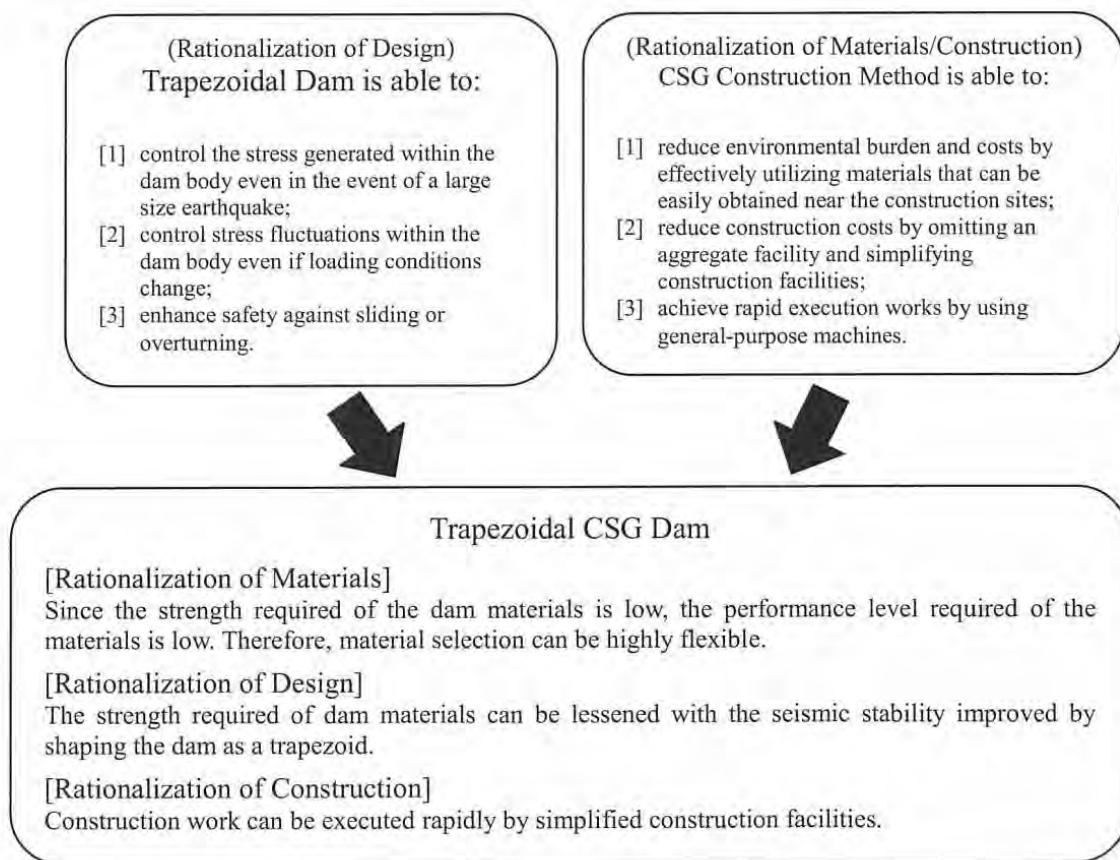 (Rationalization of Design)
Trapezoidal Dam is able to:
[1] control the stress generated within the
dam body even in the event of a large
size earthquake;
[2] control stress fluctuations within the
dam body even if loading conditions
change;
[3] enhance safety against sliding or
overturning.
(Rationalization of Materials/Construction)
CSG Construction Method is able to:
[1] reduce environmental burden and costs by
effectively utilizing materials that can be
easily obtained near the construction sites;
[2] reduce construction costs by omitting an
aggregate facility and simplifying
construction facilities;
[3] achieve rapid execution works by using
general-purpose machines.
Trapezoidal CSG Dam
[Rationalization of Materials]
Since the strength required of the dam materials is low, the performance level required of the
materials is low. Therefore, material selection can be highly flexible.
[Rationalization of Design]
The strength required of dam materials can be lessened with the seismic stability improved by
shaping the dam as a trapezoid.
[Rationalization of Construction]
Construction work can be executed rapidly by simplified construction facilities.